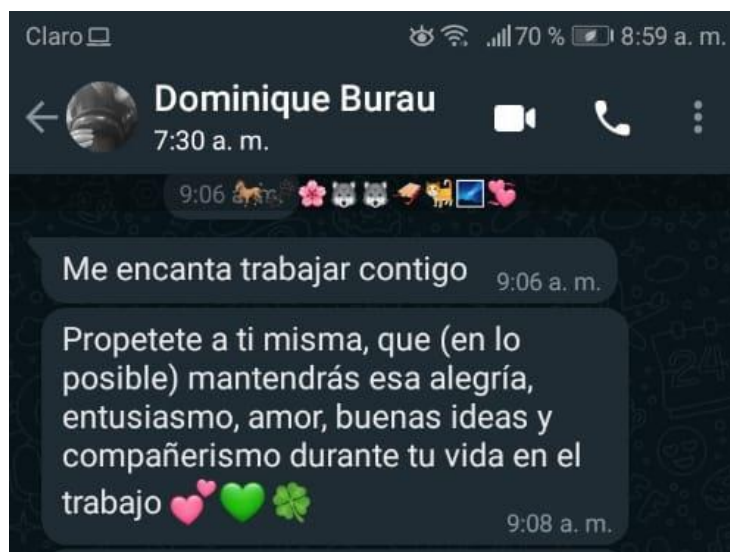 Claro 70 % 8:59 a. m.
Dominique Burau
7:30 a. m.
9:06
Me encanta trabajar contigo 9:06 a. m.
Propetete a ti misma, que (en lo
posible) mantendrás esa alegría,
entusiasmo, amor, buenas ideas y
compañerismo durante tu vida en el
trabajo 💕💚🍀
9:08 a. m.